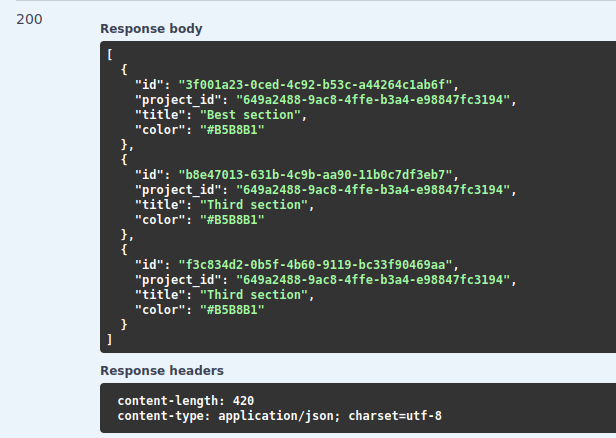 200
Response body
[
  {
    "id": "3f001a23-0ced-4c92-b53c-a44264c1ab6f",
    "project_id": "649a2488-9ac8-4ffe-b3a4-e98847fc3194",
    "title": "Best section",
    "color": "#B5B8B1"
  },
  {
    "id": "b8e47013-631b-4c9b-aa90-11b0c7df3eb7",
    "project_id": "649a2488-9ac8-4ffe-b3a4-e98847fc3194",
    "title": "Third section",
    "color": "#B5B8B1"
  },
  {
    "id": "f3c834d2-0b5f-4b60-9119-bc33f90469aa",
    "project_id": "649a2488-9ac8-4ffe-b3a4-e98847fc3194",
    "title": "Third section",
    "color": "#B5B8B1"
  }
]
Response headers
content-length: 420
content-type: application/json; charset=utf-8